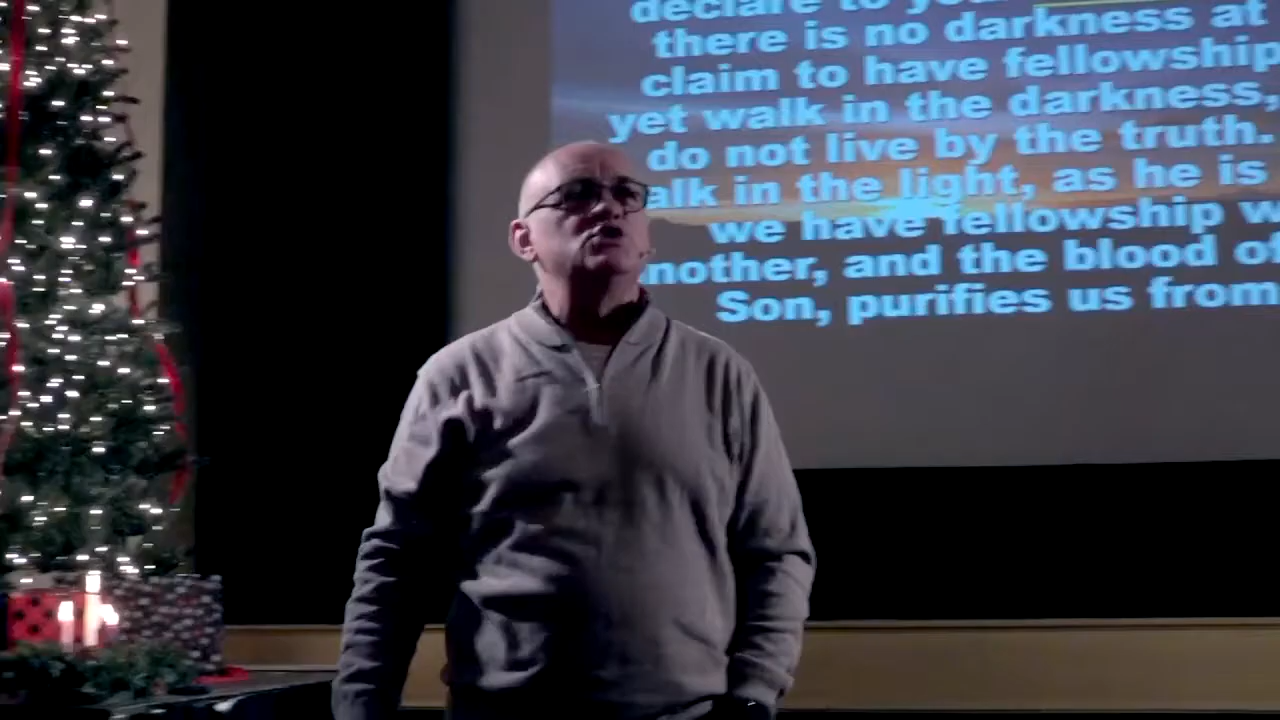 declare to
there is no darkness at
claim to have fellowship
yet walk in the darkness,
do not live by the truth.
alk in the light, as he is
we have fellowship w
nother, and the blood of
Son, purifies us from